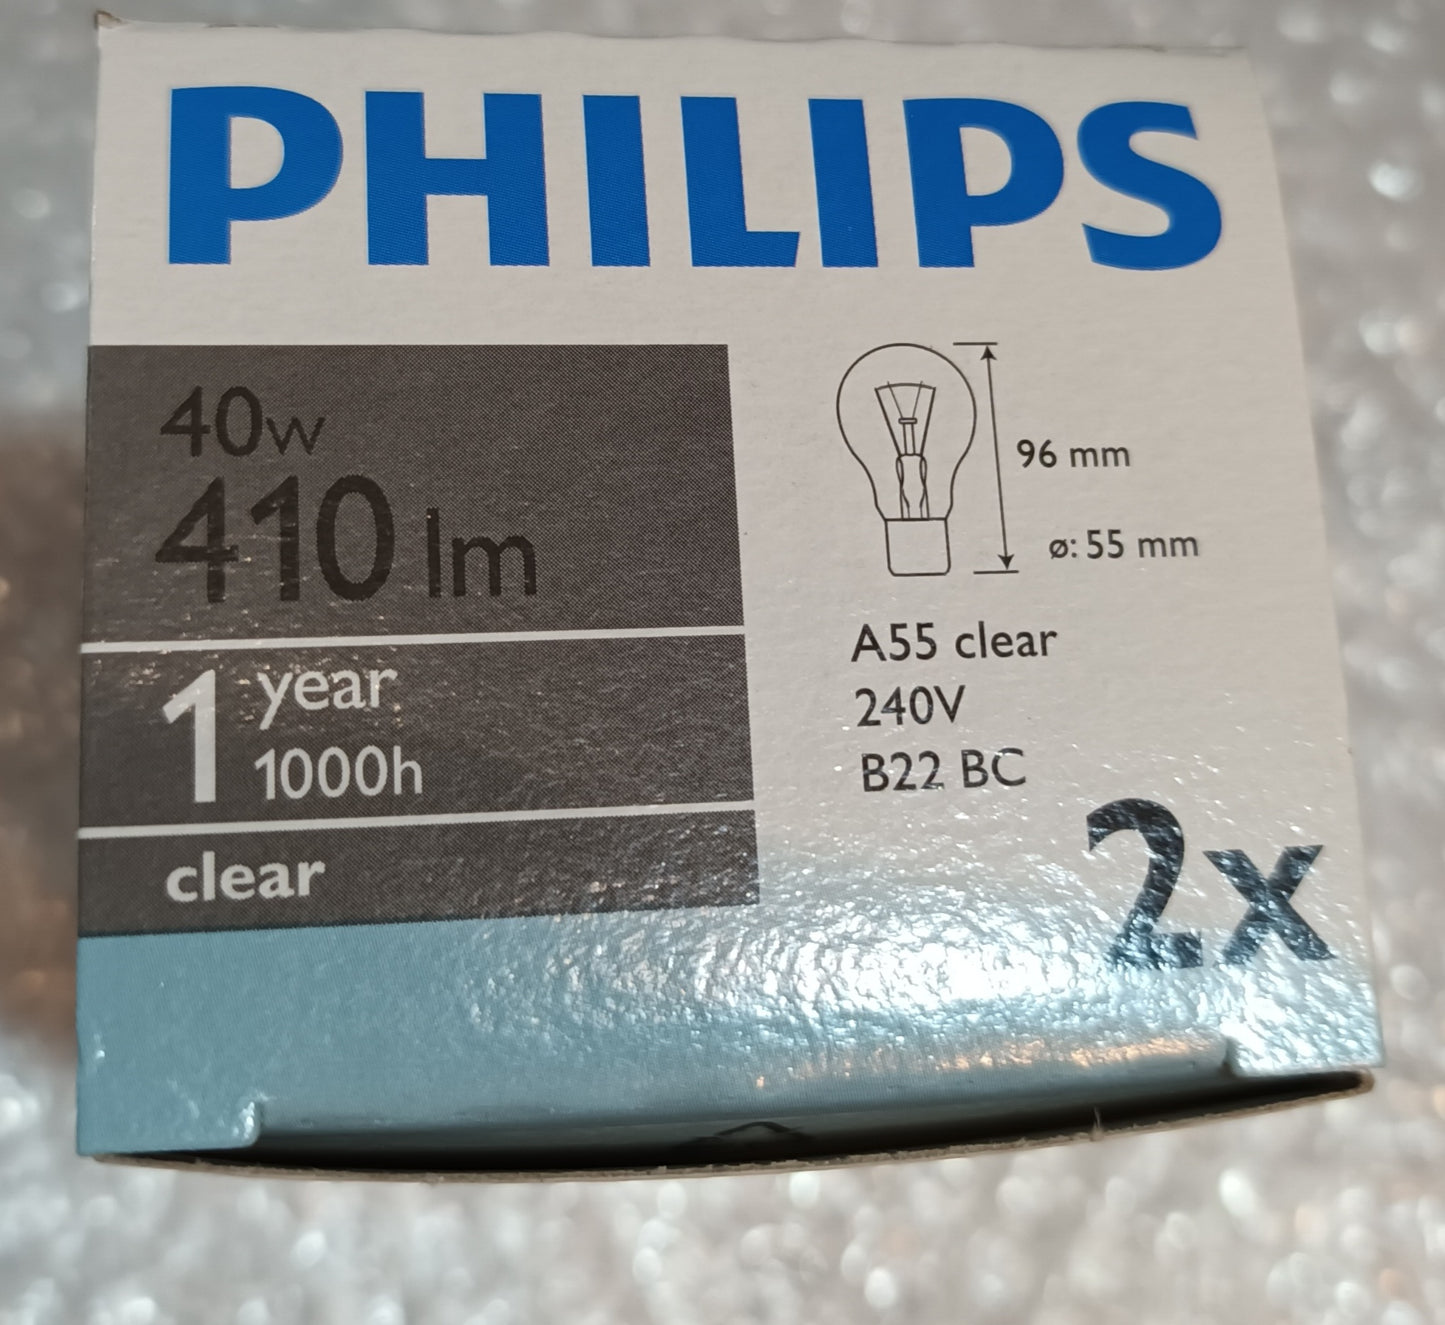 PHILIPS
40w
410 lm
1 year
1000h
clear
96 mm
ø: 55 mm
A55 clear
240V
B22 BC
2x